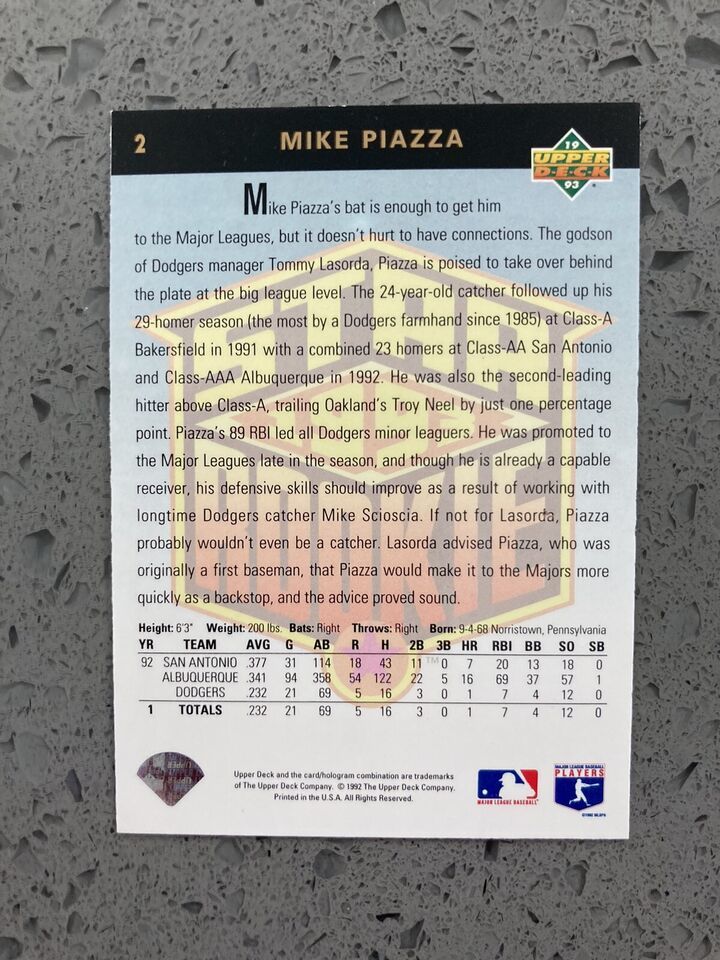 2 MIKE PIAZZA
19
UPPER
D.E.C.K
93
Mike Piazza's bat is enough to get him
to the Major Leagues, but it doesn't hurt to have connections. The godson
of Dodgers manager Tommy Lasorda, Piazza is poised to take over behind
the plate at the big league level. The 24-year-old catcher followed up his
29-homer season (the most by a Dodgers farmhand since 1985) at Class-A
Bakersfield in 1991 with a combined 23 homers at Class-AA San Antonio
and Class-AAA Albuquerque in 1992. He was also the second-leading
hitter above Class-A, trailing Oakland's Troy Neel by just one percentage
point. Piazza's 89 RBI led all Dodgers minor leaguers. He was promoted to
the Major Leagues late in the season, and though he is already a capable
receiver, his defensive skills should improve as a result of working with
longtime Dodgers catcher Mike Scioscia. If not for Lasorda, Piazza
probably wouldn't even be a catcher. Lasorda advised Piazza, who was
originally a first baseman, that Piazza would make it to the Majors more
quickly as a backstop, and the advice proved sound.
STAR
1993
ROOKIE
TM
Height: 6'3" Weight: 200 lbs. Bats: Right Throws: Right Born: 9-4-68 Norristown, Pennsylvania
YR TEAM AVG G AB R H 2B 3B HR RBI BB SO SB
92 SAN ANTONIO .377 31 114 18 43 11 0 7 20 13 18 0
ALBUQUERQUE .341 94 358 54 122 22 5 16 69 37 57 1
DODGERS .232 21 69 5 16 3 0 1 7 4 12 0
1 TOTALS .232 21 69 5 16 3 0 1 7 4 12 0
UPPER
UPPER
Upper Deck and the card/hologram combination are trademarks
of The Upper Deck Company. © 1992 The Upper Deck Company.
Printed in the U.S.A. All Rights Reserved.
MAJOR LEAGUE BASEBALL
MAJOR LEAGUE BASEBALL
PLAYERS
©1992 MLBPA